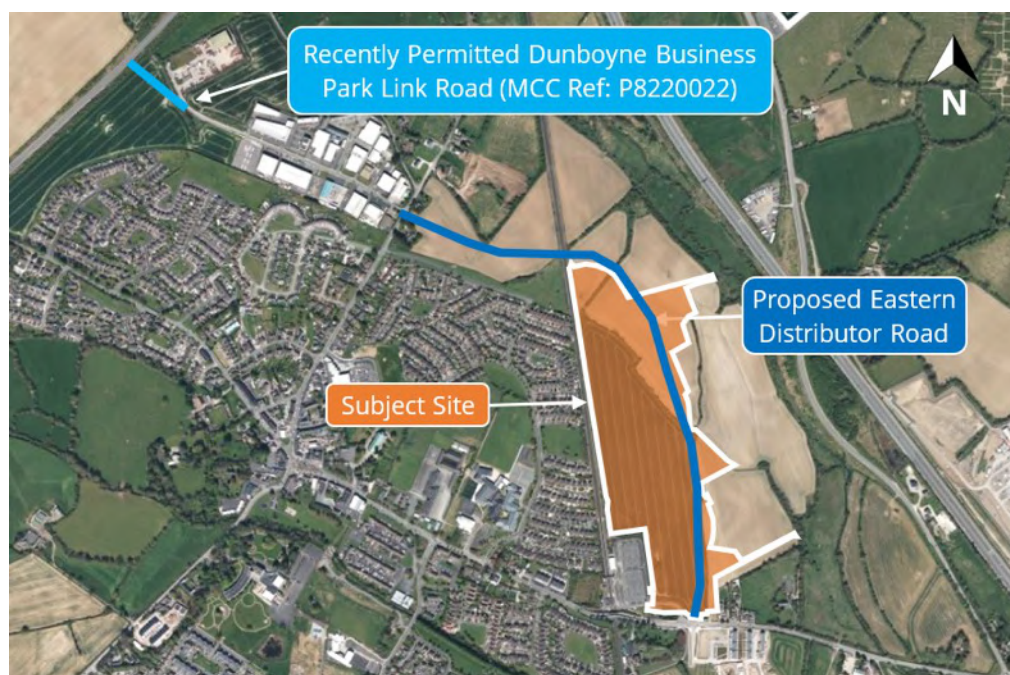 Recently Permitted Dunboyne Business
Park Link Road (MCC Ref: P8220022)
N
Proposed Eastern
Distributor Road
Subject Site